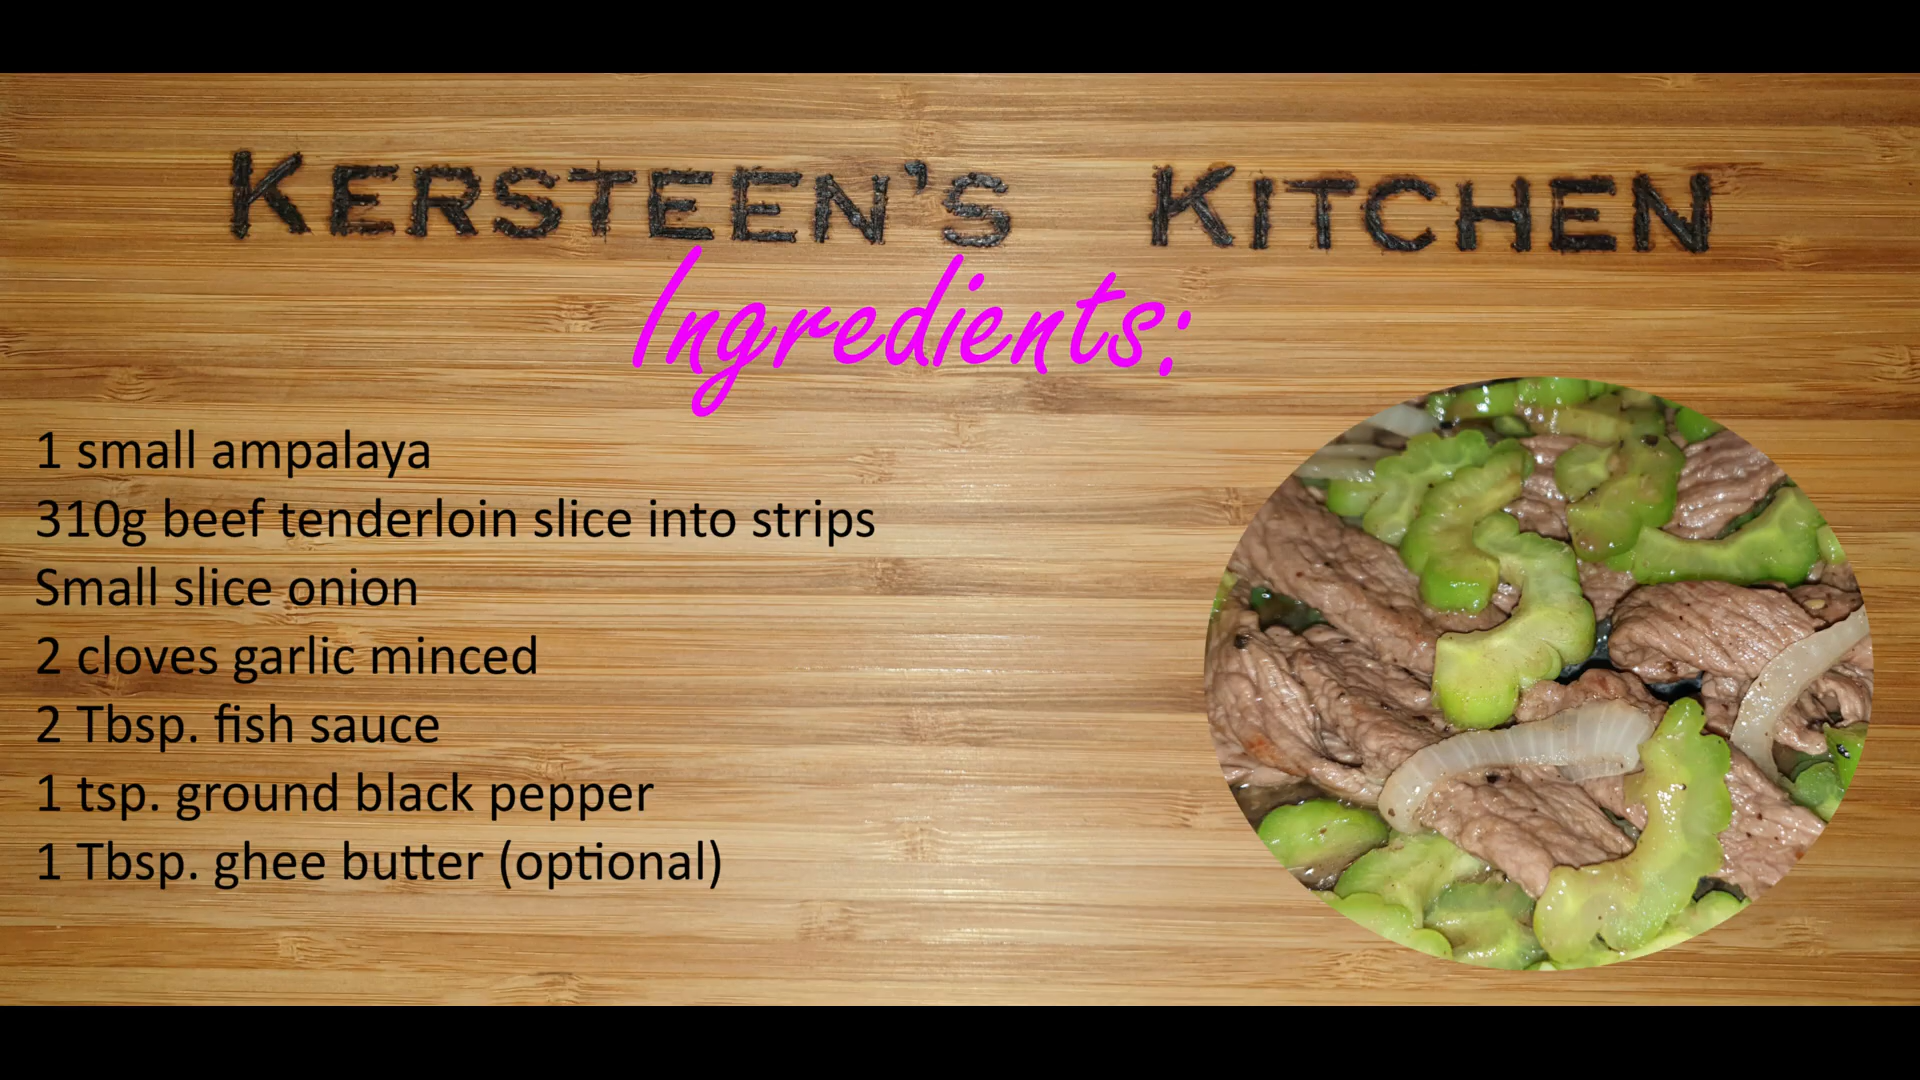 KERSTEEN'S KITCHEN
Ingredients:
1 small ampalaya
310g beef tenderloin slice into strips
Small slice onion
2 cloves garlic minced
2 Tbsp. fish sauce
1 tsp. ground black pepper
1 Tbsp. ghee butter (optional)